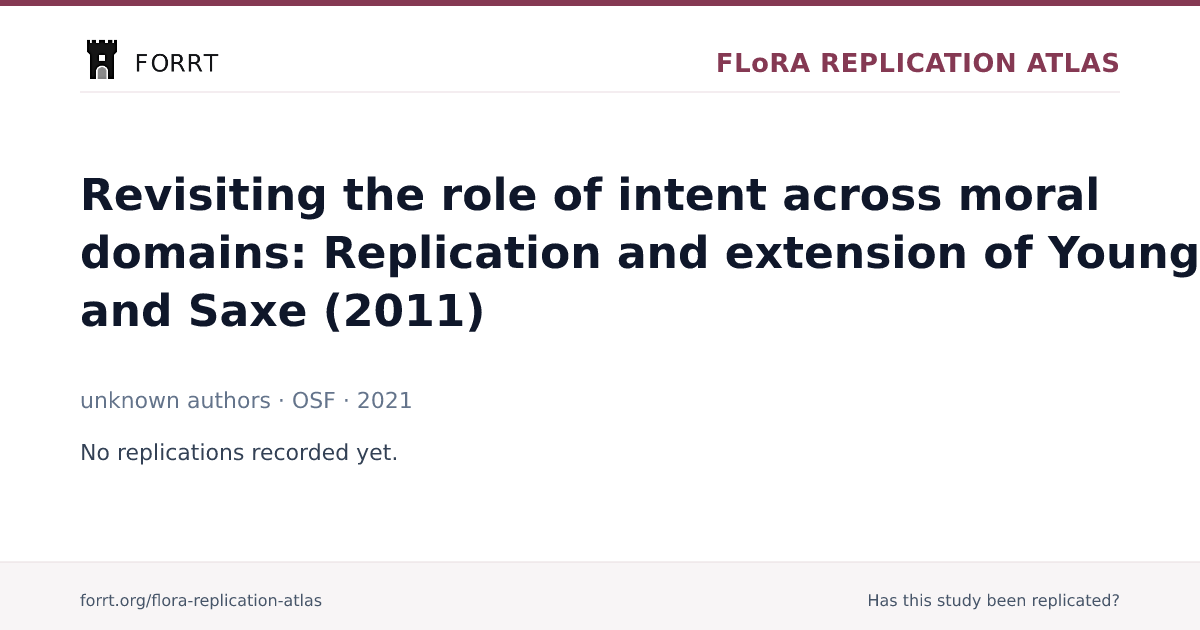 FORRT
FLoRA REPLICATION ATLAS
Revisiting the role of intent across moral
domains: Replication and extension of Young
and Saxe (2011)
unknown authors · OSF · 2021
No replications recorded yet.
forrt.org/flora-replication-atlas
Has this study been replicated?